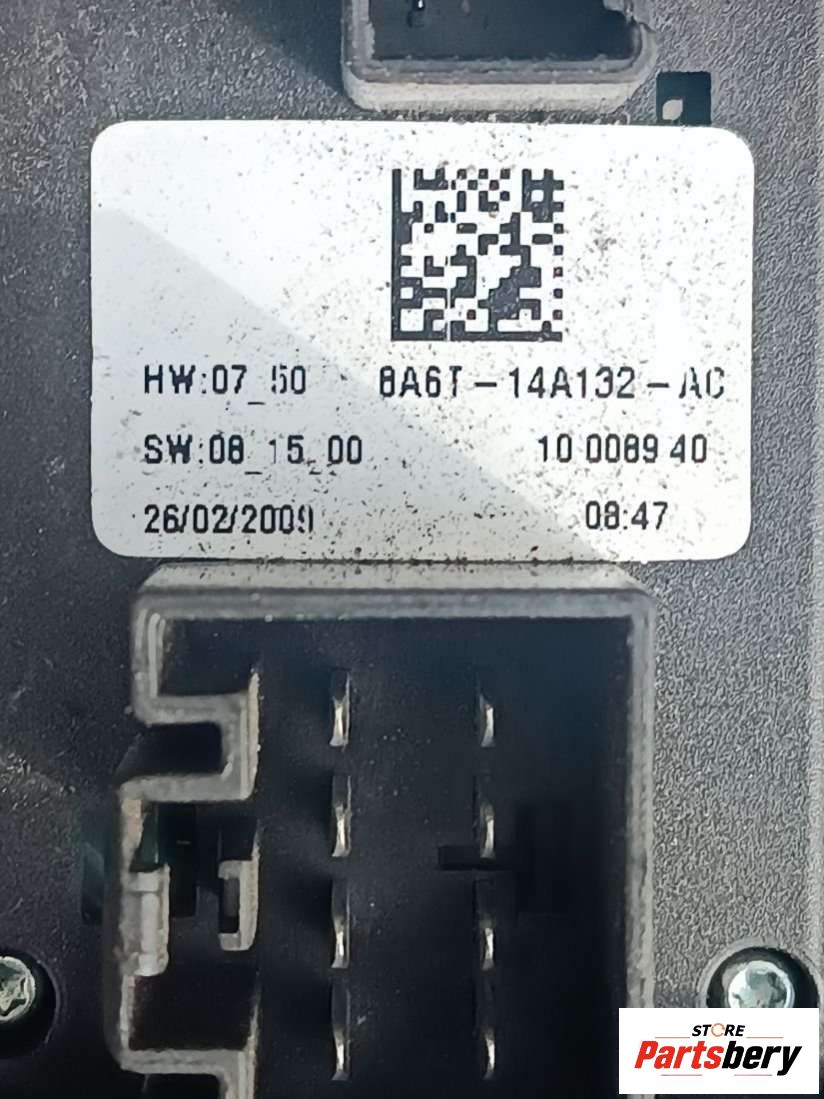 HW:07_50 8A6T-14A132-AC
SW:08_15_00 10 0089 40
26/02/2009 08:47
STORE
Partsbery